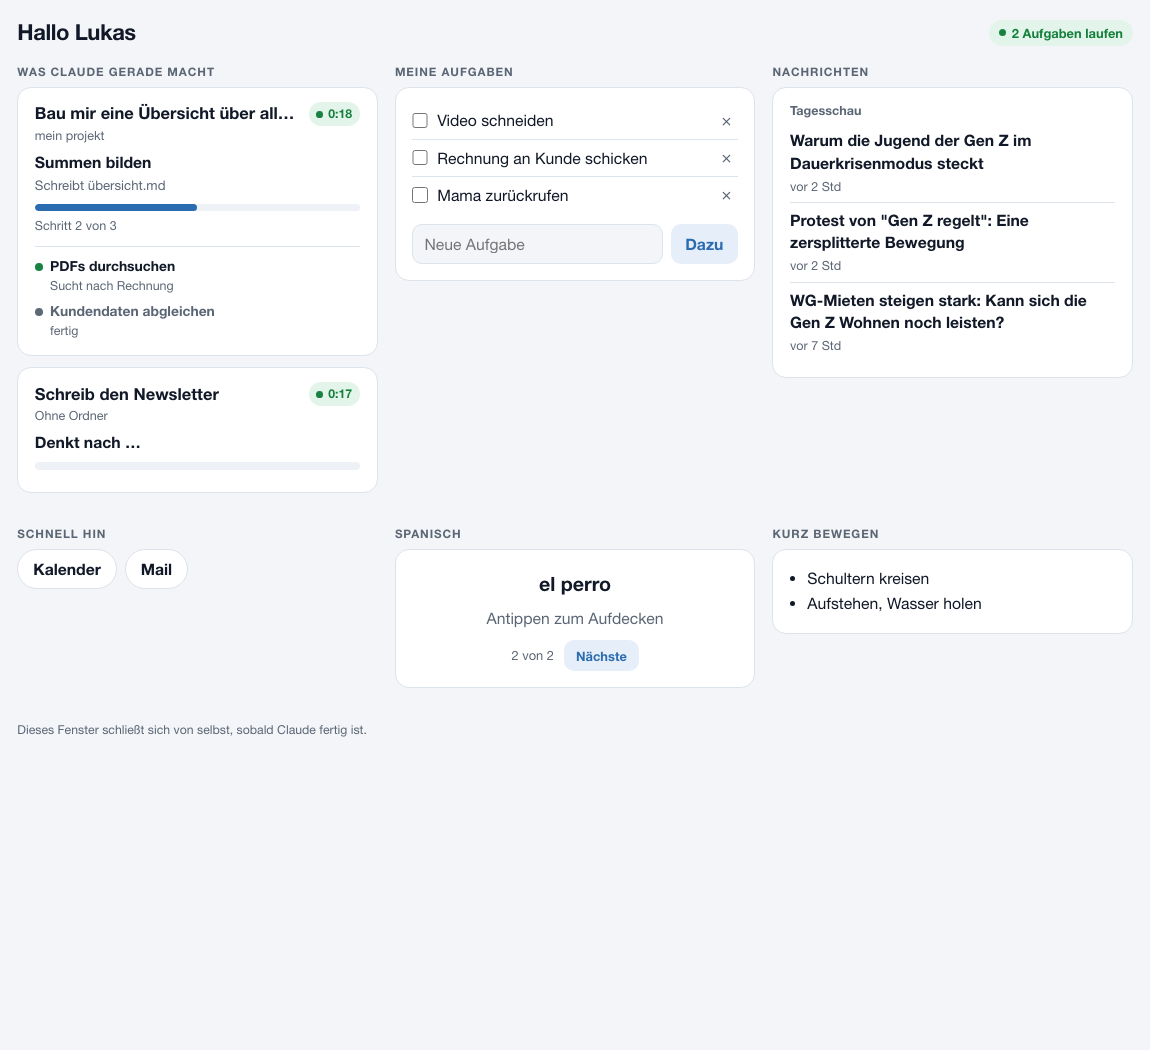 Hallo Lukas
2 Aufgaben laufen
WAS CLAUDE GERADE MACHT
Bau mir eine Übersicht über all…
0:18
mein projekt
Summen bilden
Schreibt übersicht.md
Schritt 2 von 3
PDFs durchsuchen
Sucht nach Rechnung
Kundendaten abgleichen
fertig
Schreib den Newsletter
0:17
Ohne Ordner
Denkt nach …
MEINE AUFGABEN
Video schneiden ×
Rechnung an Kunde schicken ×
Mama zurückrufen ×
Neue Aufgabe
Dazu
NACHRICHTEN
Tagesschau
Warum die Jugend der Gen Z im
Dauerkrisenmodus steckt
vor 2 Std
Protest von "Gen Z regelt": Eine
zersplitterte Bewegung
vor 2 Std
WG-Mieten steigen stark: Kann sich die
Gen Z Wohnen noch leisten?
vor 7 Std
SCHNELL HIN
Kalender
Mail
SPANISCH
el perro
Antippen zum Aufdecken
2 von 2
Nächste
KURZ BEWEGEN
• Schultern kreisen
• Aufstehen, Wasser holen
Dieses Fenster schließt sich von selbst, sobald Claude fertig ist.